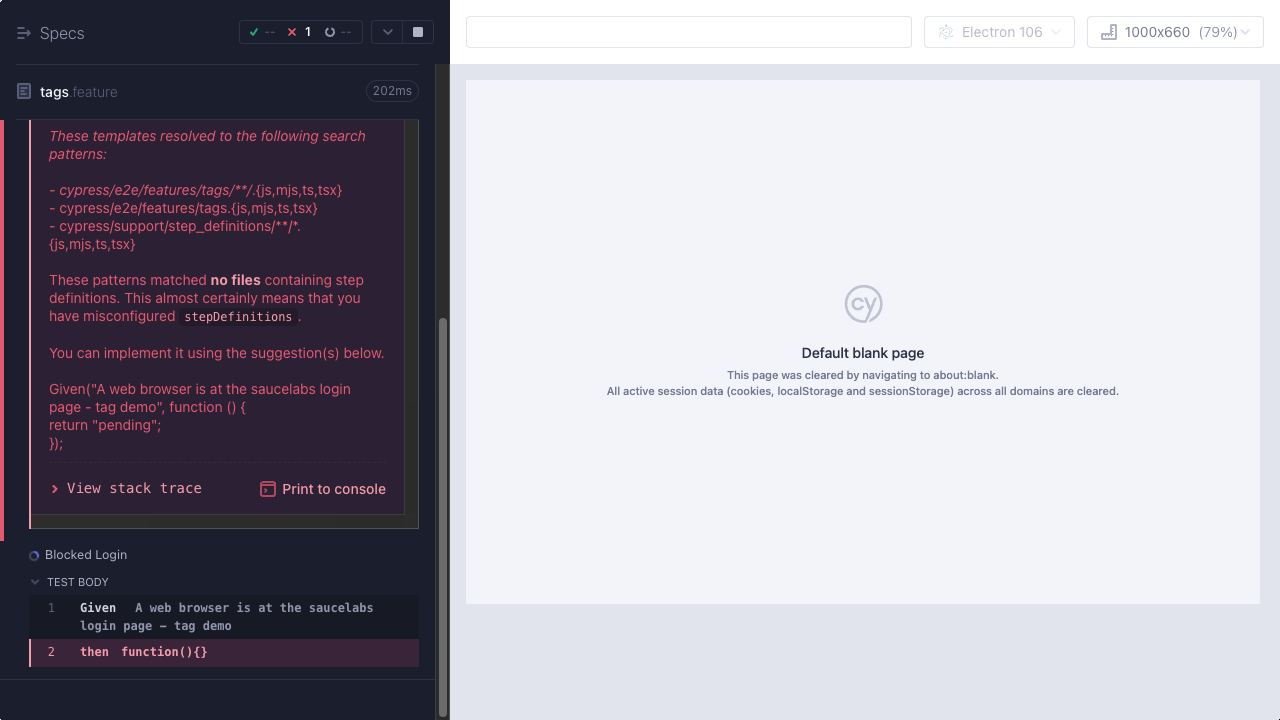 Specs
-- 1 --
Electron 106
1000x660 (79%)
tags.feature
202ms
These templates resolved to the following search
patterns:
- cypress/e2e/features/tags/**/.{js,mjs,ts,tsx}
- cypress/e2e/features/tags.{js,mjs,ts,tsx}
- cypress/support/step_definitions/**/*.
{js,mjs,ts,tsx}
These patterns matched no files containing step
definitions. This almost certainly means that you
have misconfigured stepDefinitions.
You can implement it using the suggestion(s) below.
Given("A web browser is at the saucelabs login
page - tag demo", function () {
return "pending";
});
View stack trace
Print to console
Blocked Login
TEST BODY
1 Given A web browser is at the saucelabs
login page – tag demo
2 then function(){}
cy
Default blank page
This page was cleared by navigating to about:blank.
All active session data (cookies, localStorage and sessionStorage) across all domains are cleared.